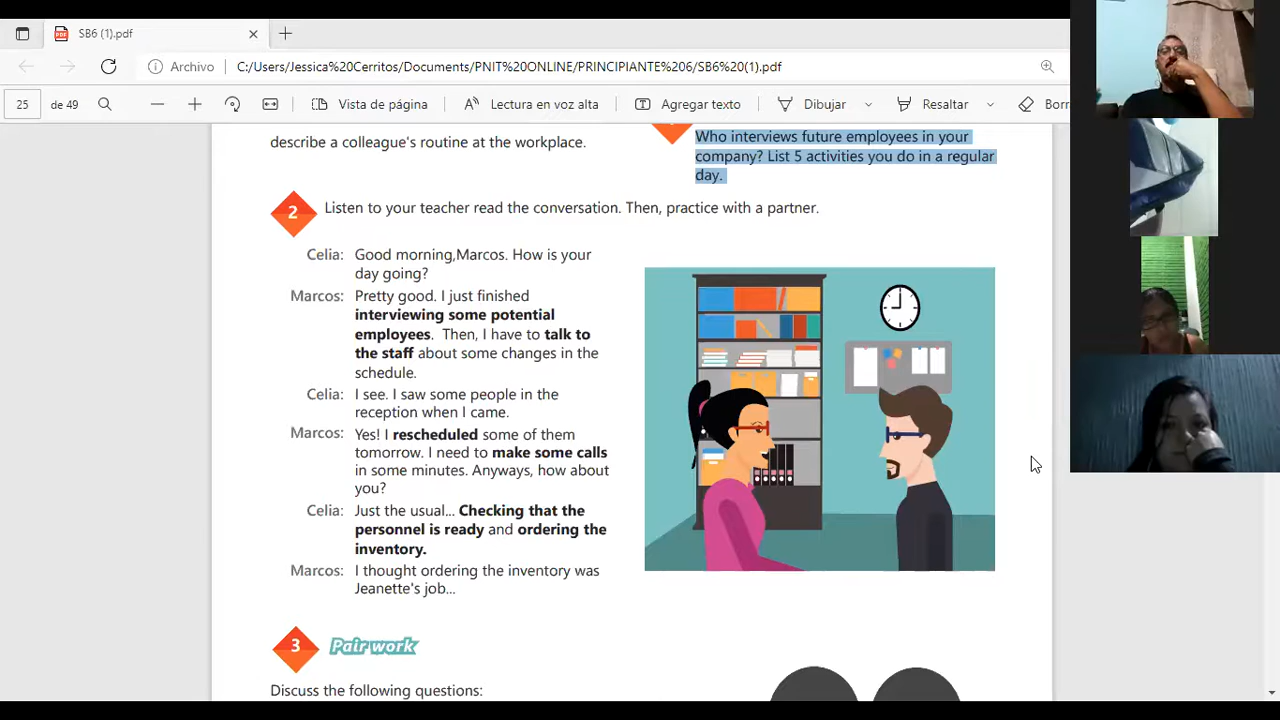 SB6 (1).pdf
Archivo
C:/Users/Jessica%20Cerritos/Documents/PNIT%20ONLINE/PRINCIPIANTE%206/SB6%20(1).pdf
25 de 49
Vista de página
Lectura en voz alta
Agregar texto
Dibujar
Resaltar
Borr
describe a colleague's routine at the workplace.
Who interviews future employees in your
company? List 5 activities you do in a regular
day.
2 Listen to your teacher read the conversation. Then, practice with a partner.
Celia: Good morning,Marcos. How is your
day going?
Marcos: Pretty good. I just finished
interviewing some potential
employees. Then, I have to talk to
the staff about some changes in the
schedule.
Celia: I see. I saw some people in the
reception when I came.
Marcos: Yes! I rescheduled some of them
tomorrow. I need to make some calls
in some minutes. Anyways, how about
you?
Celia: Just the usual... Checking that the
personnel is ready and ordering the
inventory.
Marcos: I thought ordering the inventory was
Jeanette's job...
3 Pair work
Discuss the following questions: